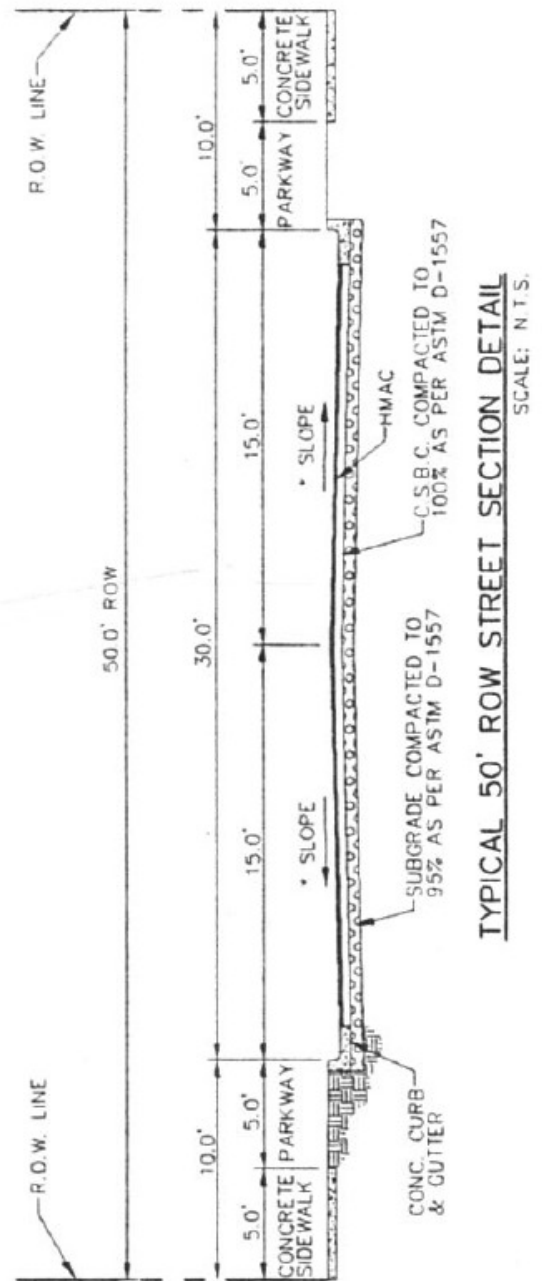 R.O.W. LINE
R.O.W. LINE
50.0' ROW
10.0'
30.0'
10.0'
5.0'
5.0'
15.0'
15.0'
5.0'
5.0'
CONCRETE
SIDEWALK
PARKWAY
* SLOPE
* SLOPE
PARKWAY
CONCRETE
SIDEWALK
HMAC
CONC. CURB
& GUTTER
SUBGRADE COMPACTED TO
95% AS PER ASTM D-1557
C.S.B.C. COMPACTED TO
100% AS PER ASTM D-1557
TYPICAL 50' ROW STREET SECTION DETAIL
SCALE: N.T.S.